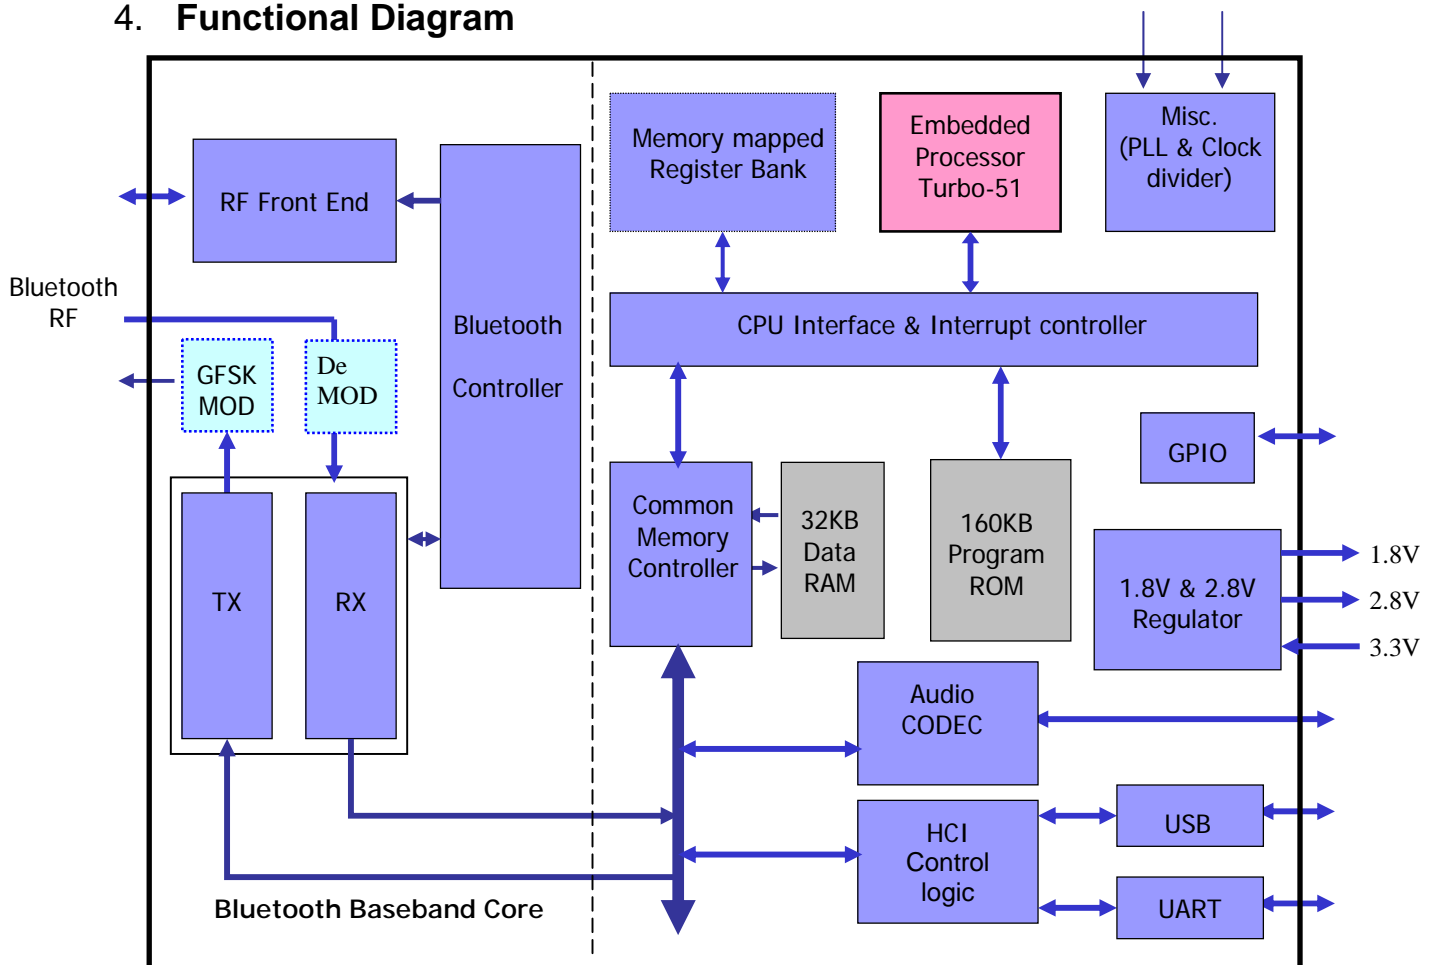 4. Functional Diagram
Memory mapped
Register Bank
Embedded
Processor
Turbo-51
Misc.
(PLL & Clock
divider)
RF Front End
Bluetooth
RF
CPU Interface & Interrupt controller
Bluetooth
Controller
GFSK
MOD
De
MOD
GPIO
Common
Memory
Controller
32KB
Data
RAM
160KB
Program
ROM
1.8V & 2.8V
Regulator
1.8V
2.8V
3.3V
TX
RX
Audio
CODEC
HCI
Control
logic
USB
UART
Bluetooth Baseband Core